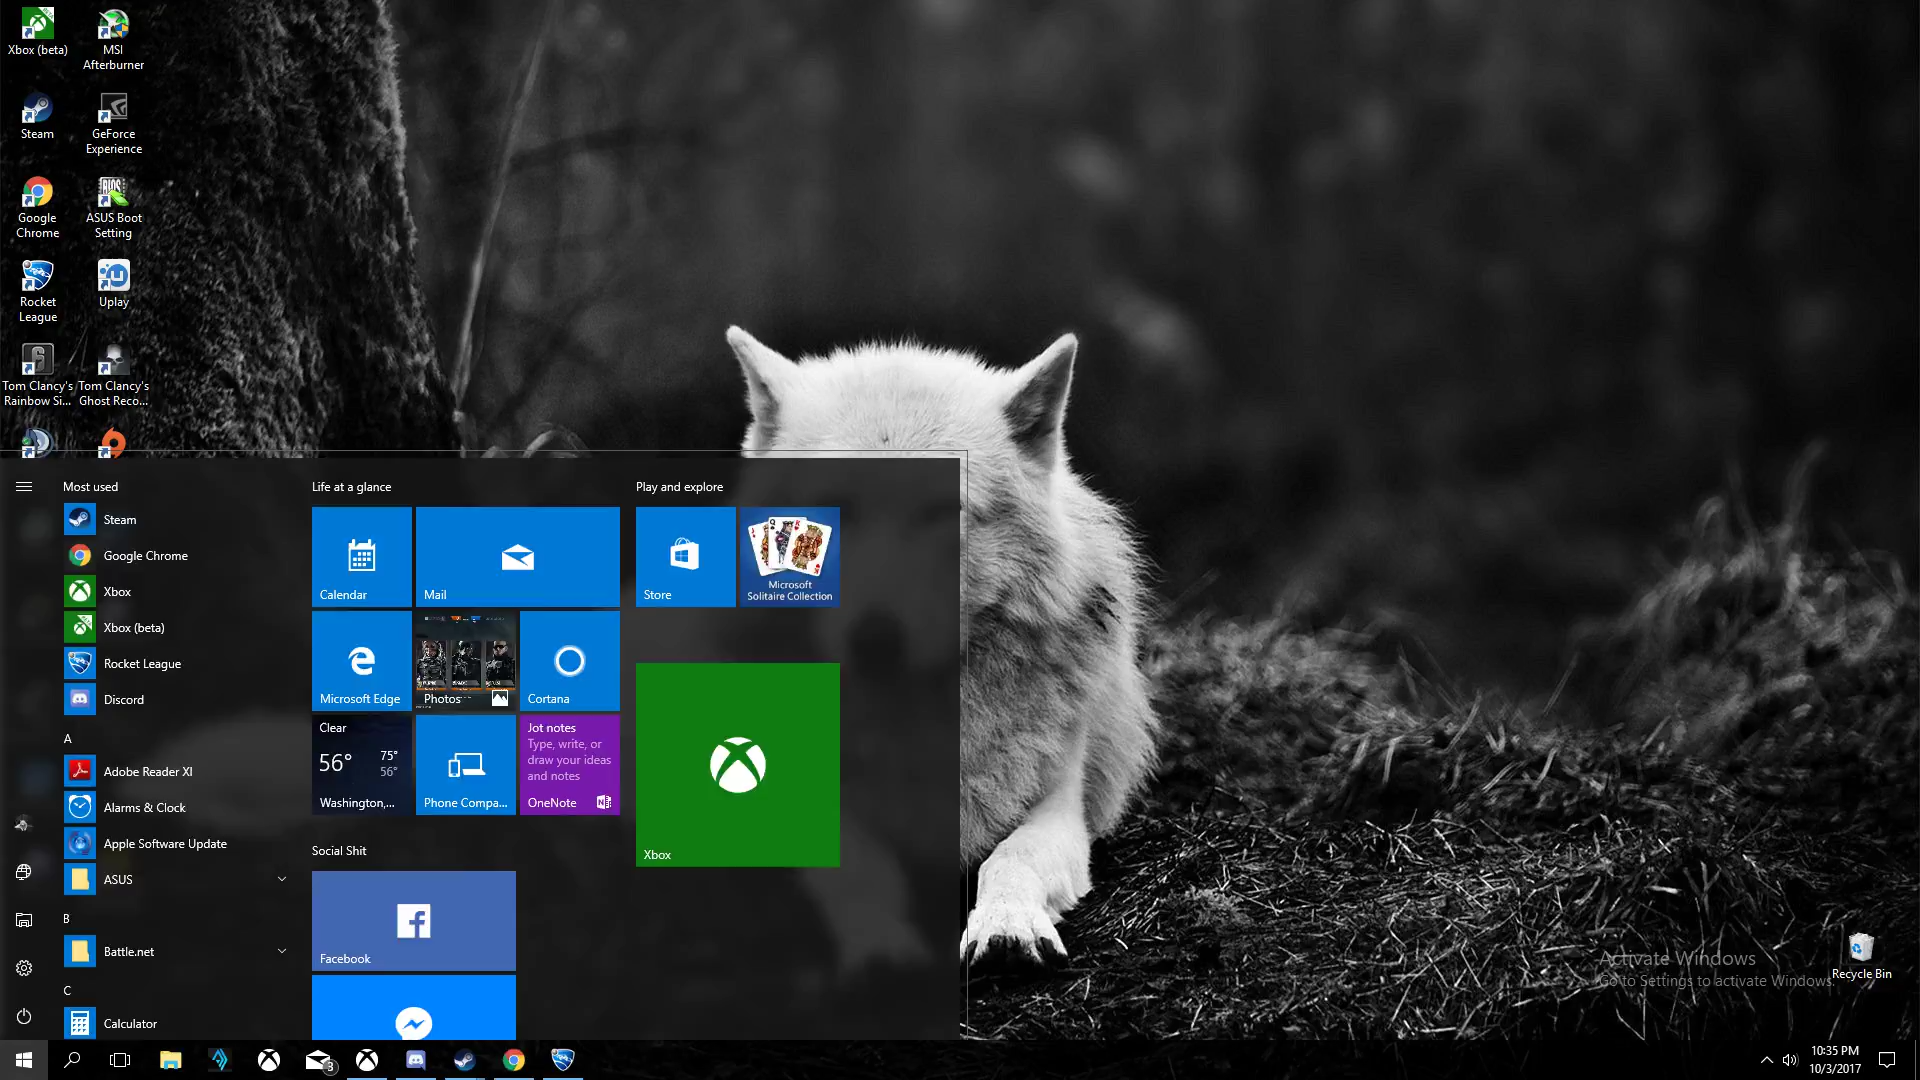 Xbox (beta)
MSI
Afterburner
Steam
GeForce
Experience
Google
Chrome
ASUS Boot
Setting
Rocket
League
Uplay
Tom Clancy's
Rainbow Si...
Tom Clancy's
Ghost Reco...
Most used
Steam
Google Chrome
Xbox
Xbox (beta)
Rocket League
Discord
A
Adobe Reader XI
Alarms & Clock
Apple Software Update
ASUS
B
Battle.net
C
Calculator
Life at a glance
Calendar
Mail
Microsoft Edge
Photos
Cortana
Clear
56°
75°
56°
Washington,...
Phone Compa...
Jot notes
Type, write, or
draw your ideas
and notes
OneNote
Social Shit
Facebook
Play and explore
Store
Microsoft
Solitaire Collection
Xbox
Activate Windows
Go to Settings to activate Windows.
Recycle Bin
3
10:35 PM
10/3/2017